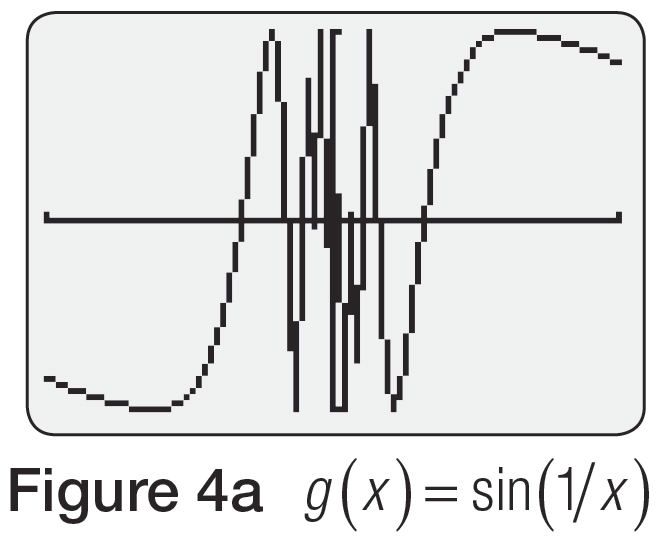 Figure 4a g(x) = sin(1/x)